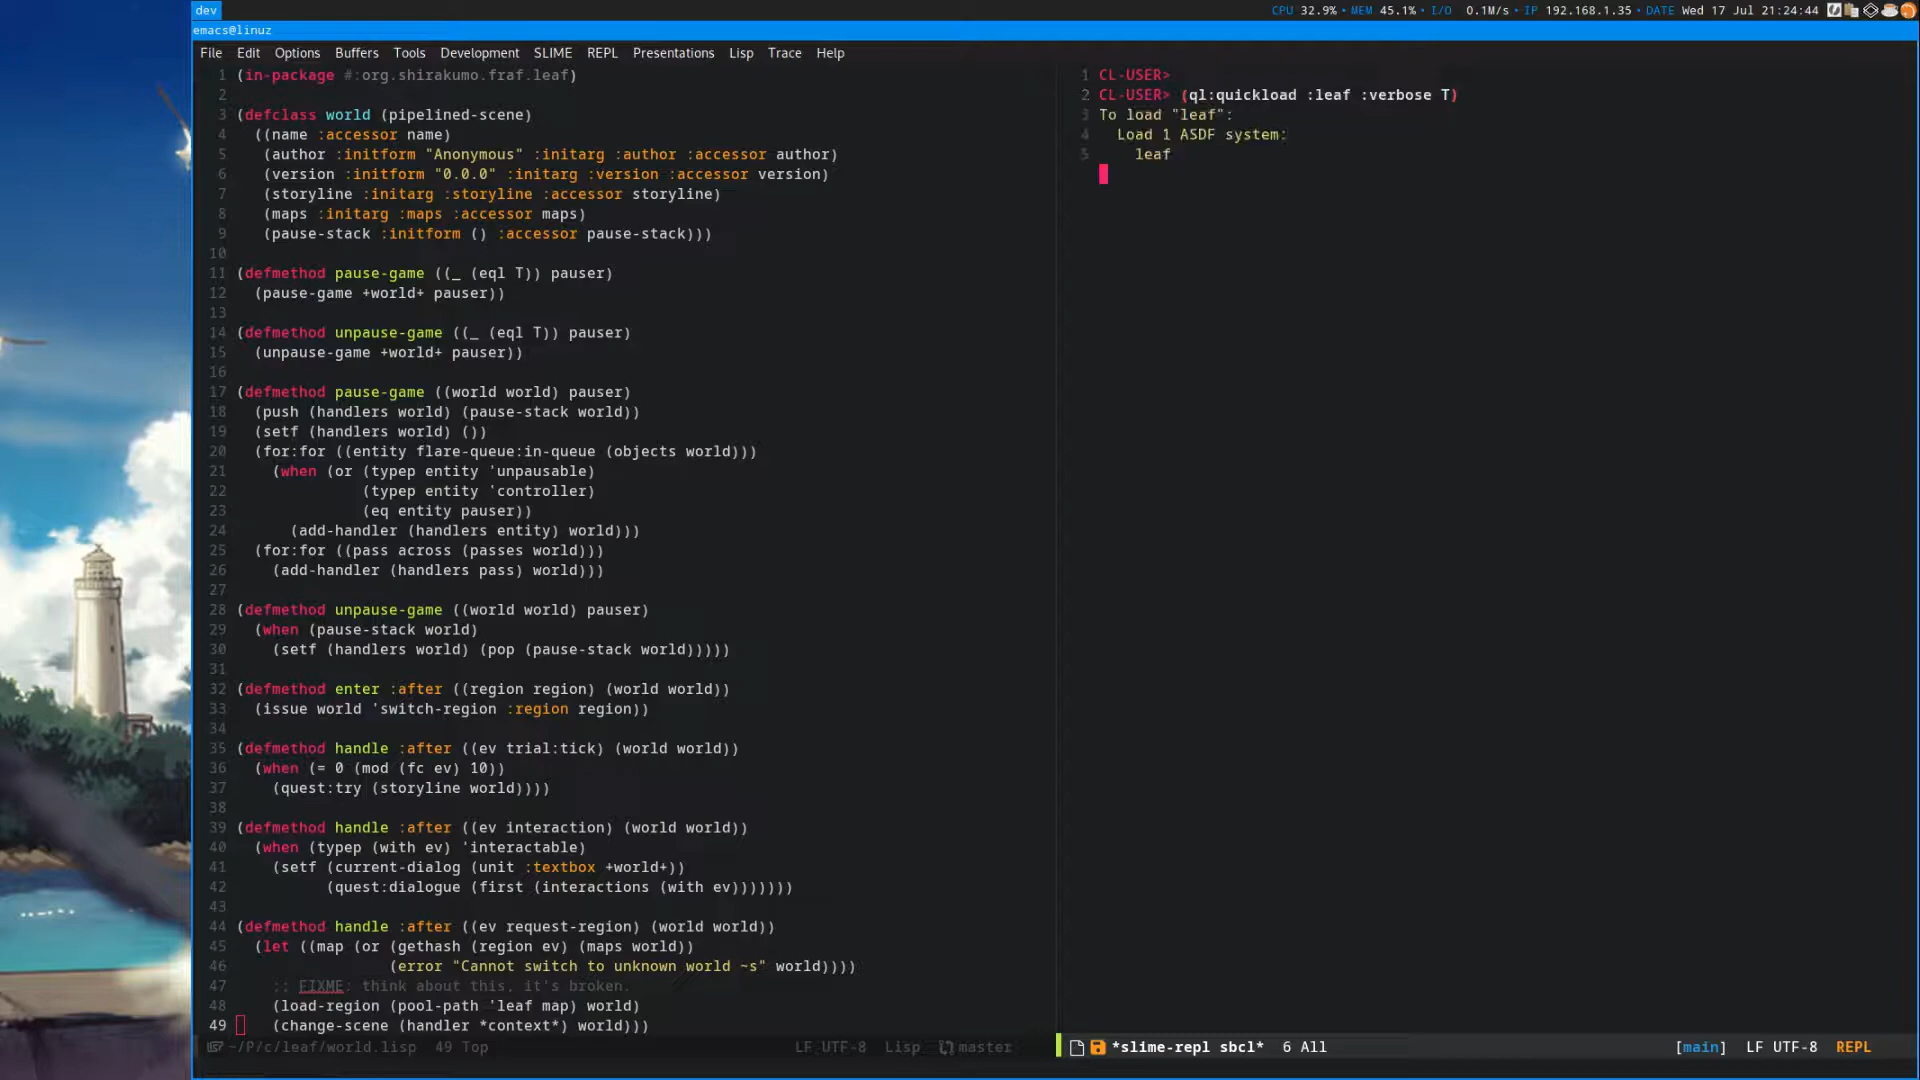 dev
CPU 32.9% • MEM 45.1% • I/O 0.1M/s • IP 192.168.1.35 • DATE Wed 17 Jul 21:24:44
emacs@linuz
File Edit Options Buffers Tools Development SLIME REPL Presentations Lisp Trace Help
1 (in-package #:org.shirakumo.fraf.leaf)
2
3 (defclass world (pipelined-scene)
4   ((name :accessor name)
5    (author :initform "Anonymous" :initarg :author :accessor author)
6    (version :initform "0.0.0" :initarg :version :accessor version)
7    (storyline :initarg :storyline :accessor storyline)
8    (maps :initarg :maps :accessor maps)
9    (pause-stack :initform () :accessor pause-stack)))
10
11 (defmethod pause-game ((_ (eql T)) pauser)
12   (pause-game +world+ pauser))
13
14 (defmethod unpause-game ((_ (eql T)) pauser)
15   (unpause-game +world+ pauser))
16
17 (defmethod pause-game ((world world) pauser)
18   (push (handlers world) (pause-stack world))
19   (setf (handlers world) ())
20   (for:for ((entity flare-queue:in-queue (objects world)))
21     (when (or (typep entity 'unpausable)
22               (typep entity 'controller)
23               (eq entity pauser))
24       (add-handler (handlers entity) world)))
25   (for:for ((pass across (passes world)))
26     (add-handler (handlers pass) world)))
27
28 (defmethod unpause-game ((world world) pauser)
29   (when (pause-stack world)
30     (setf (handlers world) (pop (pause-stack world)))))
31
32 (defmethod enter :after ((region region) (world world))
33   (issue world 'switch-region :region region))
34
35 (defmethod handle :after ((ev trial:tick) (world world))
36   (when (= 0 (mod (fc ev) 10))
37     (quest:try (storyline world))))
38
39 (defmethod handle :after ((ev interaction) (world world))
40   (when (typep (with ev) 'interactable)
41     (setf (current-dialog (unit :textbox +world+))
42           (quest:dialogue (first (interactions (with ev)))))))
43
44 (defmethod handle :after ((ev request-region) (world world))
45   (let ((map (or (gethash (region ev) (maps world))
46                  (error "Cannot switch to unknown world ~s" world))))
47     ;; FIXME: think about this, it's broken.
48     (load-region (pool-path 'leaf map) world)
49     (change-scene (handler *context*) world)))
~/P/c/leaf/world.lisp 49 Top LF UTF-8 Lisp master
1 CL-USER>
2 CL-USER> (ql:quickload :leaf :verbose T)
3 To load "leaf":
4   Load 1 ASDF system:
5     leaf
*slime-repl sbcl* 6 All [main] LF UTF-8 REPL